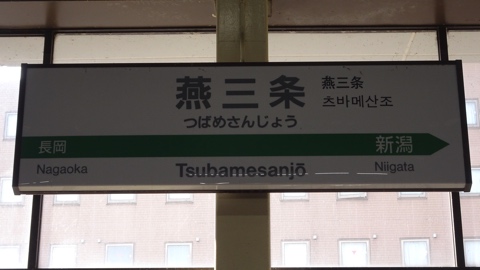 燕三条
燕三条
츠바메산조
つばめさんじょう
長岡 新潟
Nagaoka Tsubamesanjō Niigata